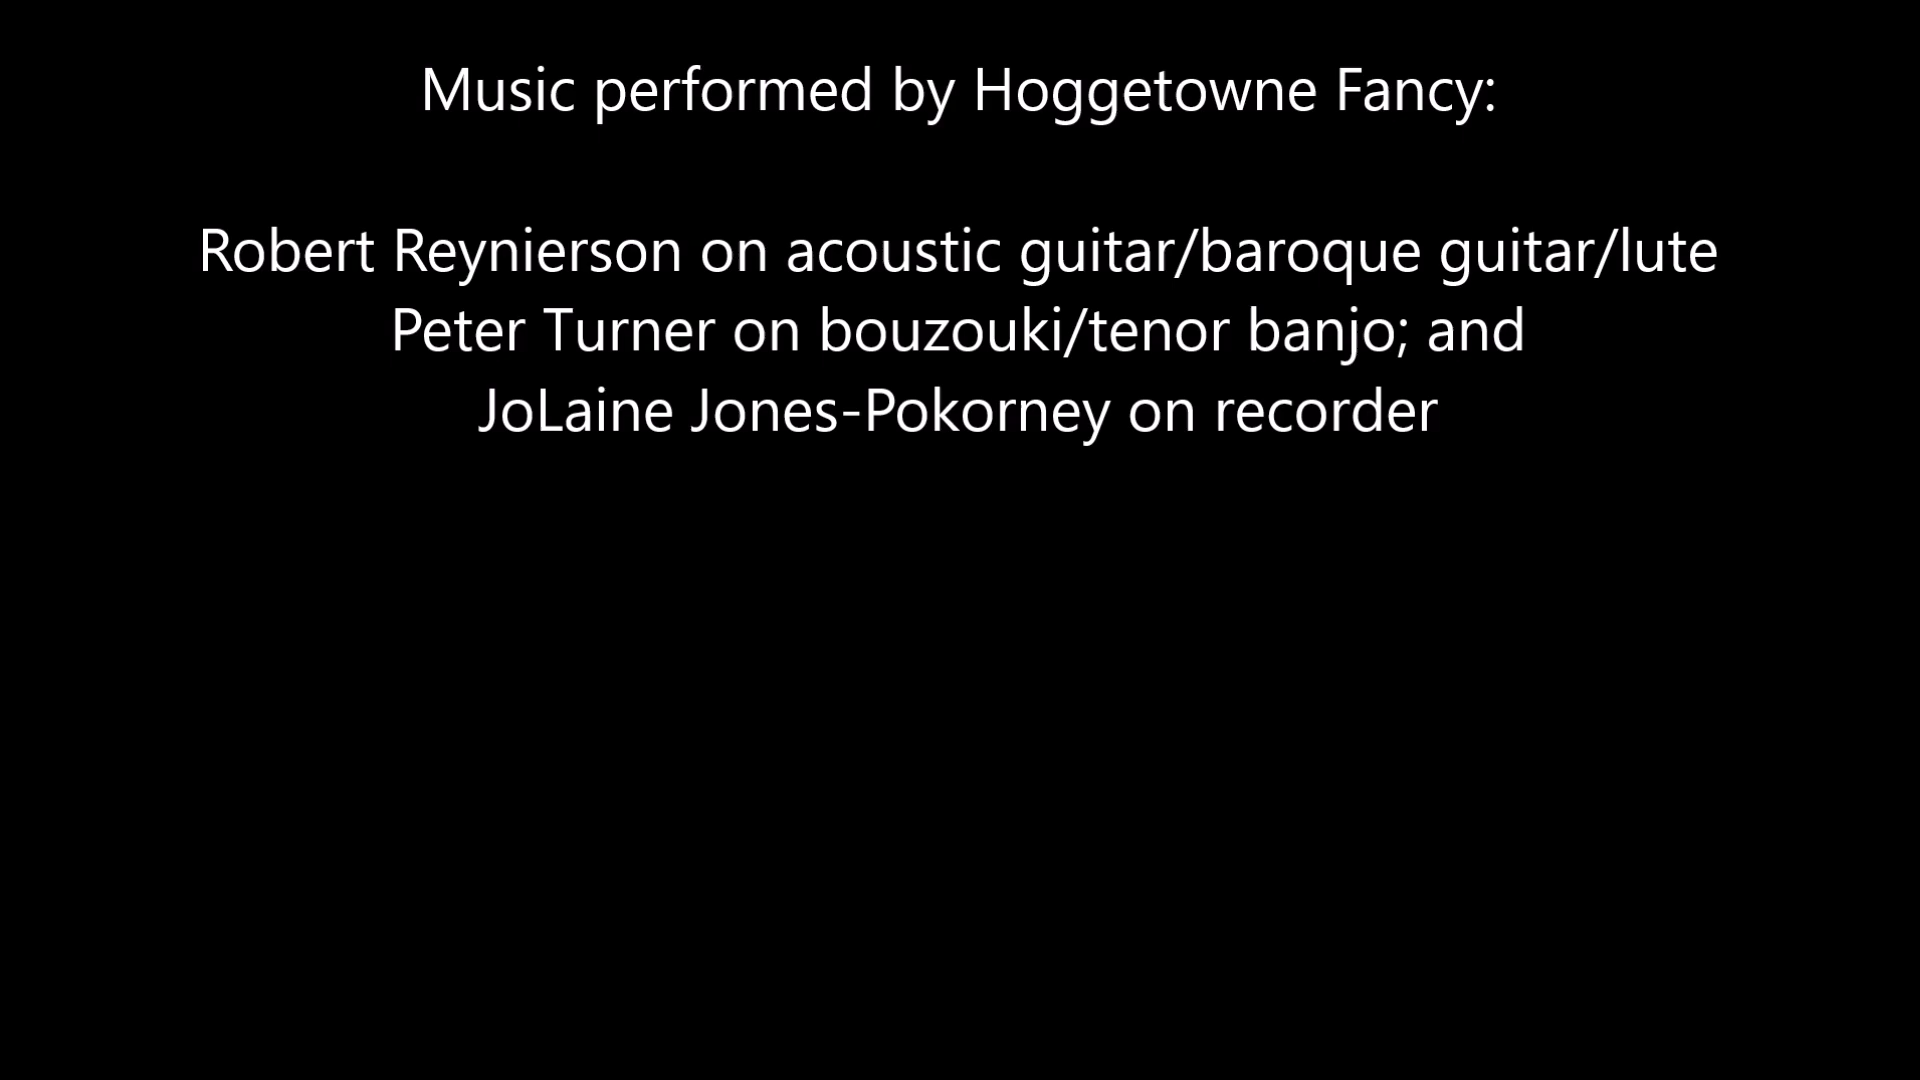 Music performed by Hoggetowne Fancy:
Robert Reynierson on acoustic guitar/baroque guitar/lute
Peter Turner on bouzouki/tenor banjo; and
JoLaine Jones-Pokorney on recorder